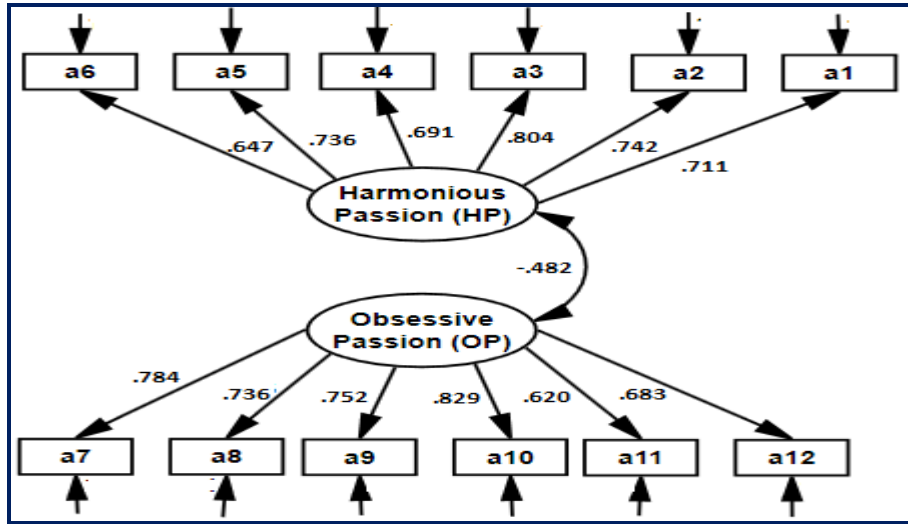 a6 a5 a4 a3 a2 a1
.647 .736 .691 .804 .742 .711
Harmonious
Passion (HP)
-.482
Obsessive
Passion (OP)
.784 .736 .752 .829 .620 .683
a7 a8 a9 a10 a11 a12